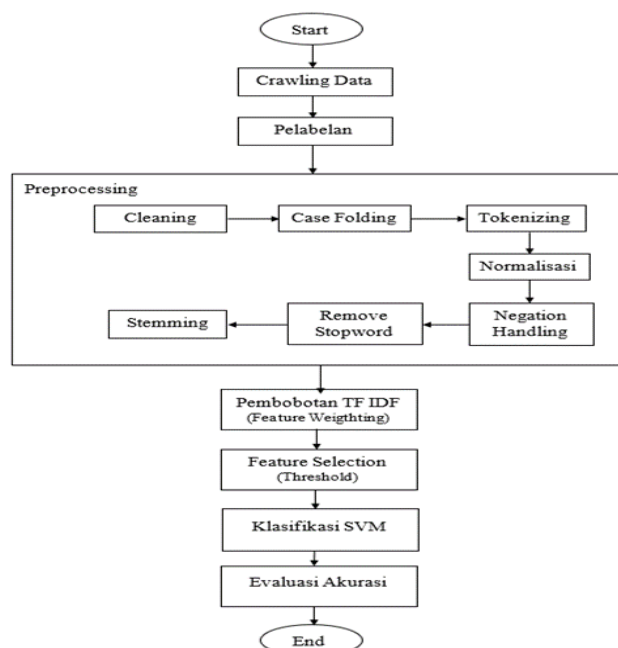 Start
Crawling Data
Pelabelan
Preprocessing
Cleaning
Case Folding
Tokenizing
Normalisasi
Negation
Handling
Remove
Stopword
Stemming
Pembobotan TF IDF
(Feature Weigthting)
Feature Selection
(Threshold)
Klasifikasi SVM
Evaluasi Akurasi
End